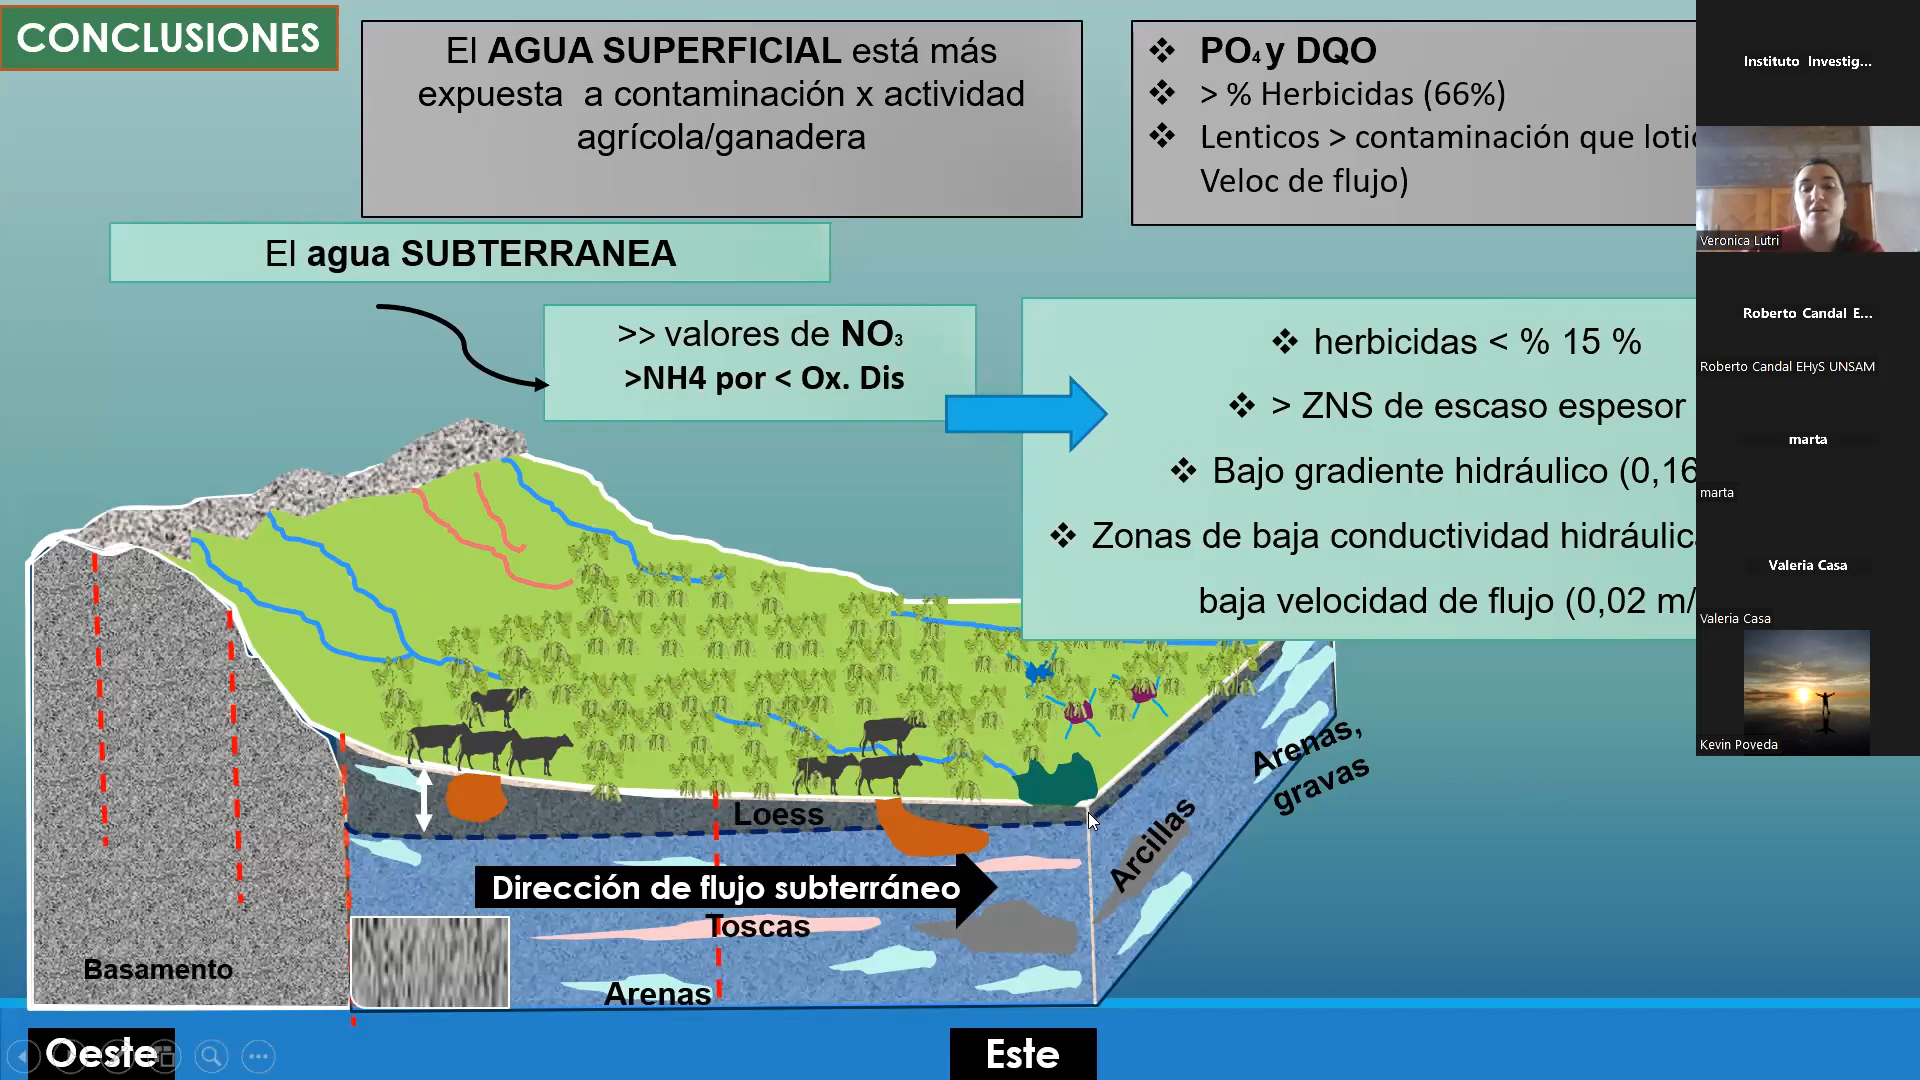 CONCLUSIONES
El AGUA SUPERFICIAL está más
expuesta a contaminación x actividad
agrícola/ganadera
❖ PO4 y DQO
❖ > % Herbicidas (66%)
❖ Lenticos > contaminación que
Veloc de flujo)
El agua SUBTERRANEA
>> valores de NO3
>NH4 por < Ox. Dis
❖ herbicidas < % 15 %
❖ > ZNS de escaso espesor
❖ Bajo gradiente hidráulico (0,16
❖ Zonas de baja conductividad
baja velocidad de flujo (0,02 m/
Instituto Investig...
Veronica Lutri
Roberto Candal E...
Roberto Candal EHyS UNSAM
marta
marta
Valeria Casa
Valeria Casa
Kevin Poveda
Loess
Arenas,
gravas
Arcillas
Dirección de flujo subterráneo
Toscas
Basamento
Arenas
Oeste
Este